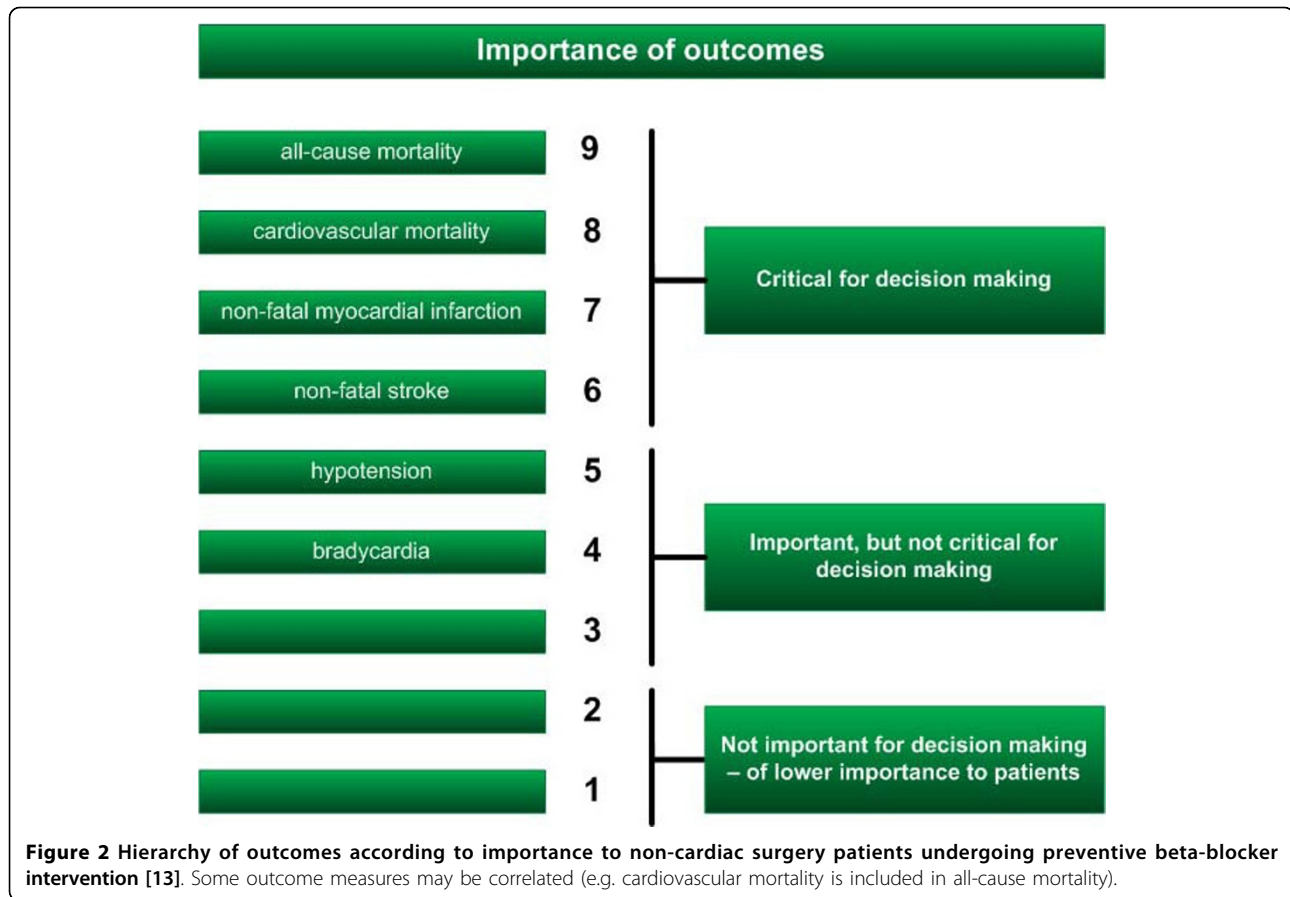 Importance of outcomes
all-cause mortality 9
cardiovascular mortality 8
Critical for decision making
non-fatal myocardial infarction 7
non-fatal stroke 6
hypotension 5
bradycardia 4
Important, but not critical for
decision making
3
2
Not important for decision making
– of lower importance to patients
1
Figure 2 Hierarchy of outcomes according to importance to non-cardiac surgery patients undergoing preventive beta-blocker
intervention [13]. Some outcome measures may be correlated (e.g. cardiovascular mortality is included in all-cause mortality).